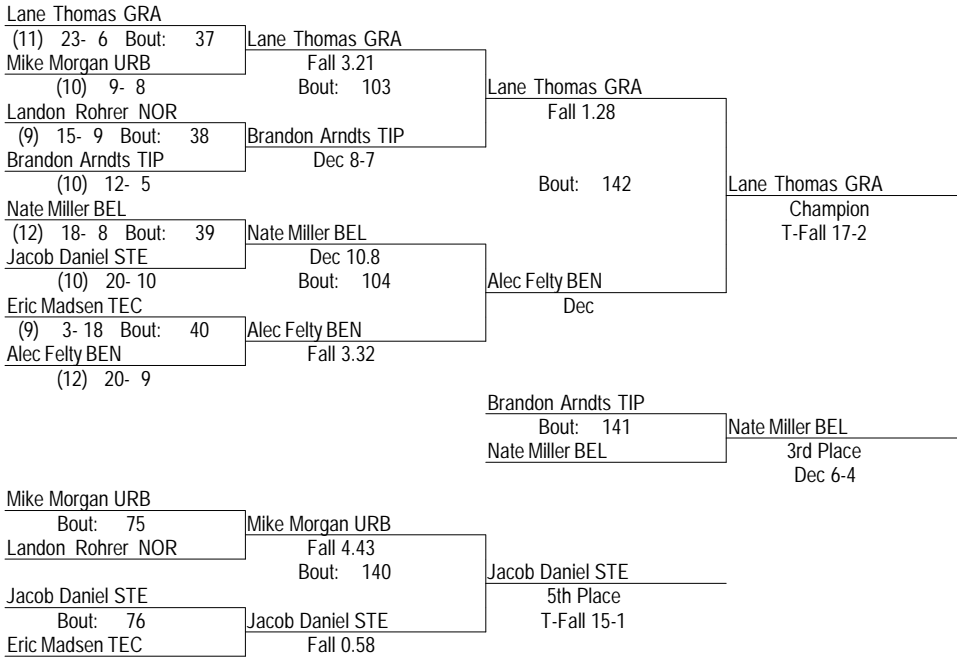 Lane Thomas GRA
(11) 23- 6 Bout: 37
Mike Morgan URB
(10) 9- 8
Landon Rohrer NOR
(9) 15- 9 Bout: 38
Brandon Arndts TIP
(10) 12- 5
Nate Miller BEL
(12) 18- 8 Bout: 39
Jacob Daniel STE
(10) 20- 10
Eric Madsen TEC
(9) 3- 18 Bout: 40
Alec Felty BEN
(12) 20- 9
Lane Thomas GRA
Fall 3.21
Bout: 103
Brandon Arndts TIP
Dec 8-7
Nate Miller BEL
Dec 10.8
Bout: 104
Alec Felty BEN
Fall 3.32
Lane Thomas GRA
Fall 1.28
Bout: 142
Alec Felty BEN
Dec
Lane Thomas GRA
Champion
T-Fall 17-2
Brandon Arndts TIP
Bout: 141
Nate Miller BEL
Nate Miller BEL
3rd Place
Dec 6-4
Mike Morgan URB
Bout: 75
Landon Rohrer NOR
Jacob Daniel STE
Bout: 76
Eric Madsen TEC
Mike Morgan URB
Fall 4.43
Bout: 140
Jacob Daniel STE
Fall 0.58
Jacob Daniel STE
5th Place
T-Fall 15-1